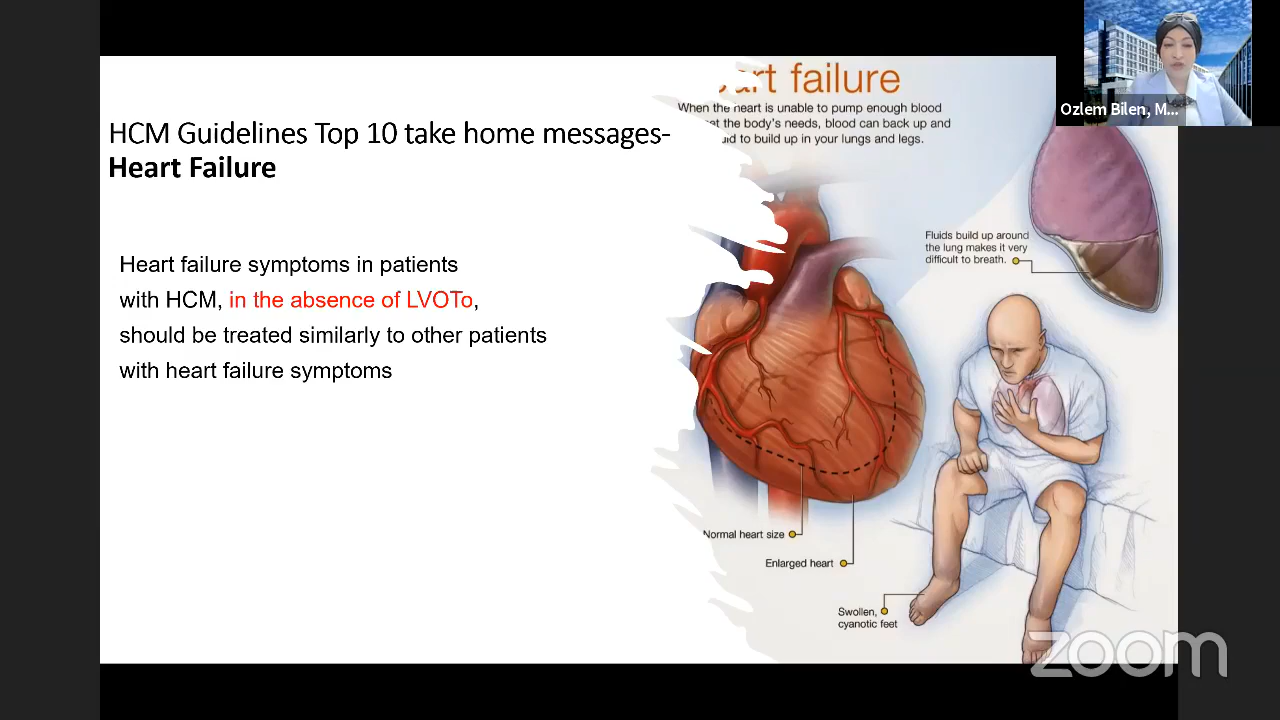 HCM Guidelines Top 10 take home messages-
Heart Failure
Heart failure symptoms in patients
with HCM, in the absence of LVOTo,
should be treated similarly to other patients
with heart failure symptoms
failure
When the heart is unable to pump enough blood
the body's needs, blood can back up and
to build up in your lungs and legs.
Fluids build up around
the lung makes it very
difficult to breath.
Normal heart size
Enlarged heart
Swollen,
cyanotic feet
Ozlem Bilen, M...
zoom